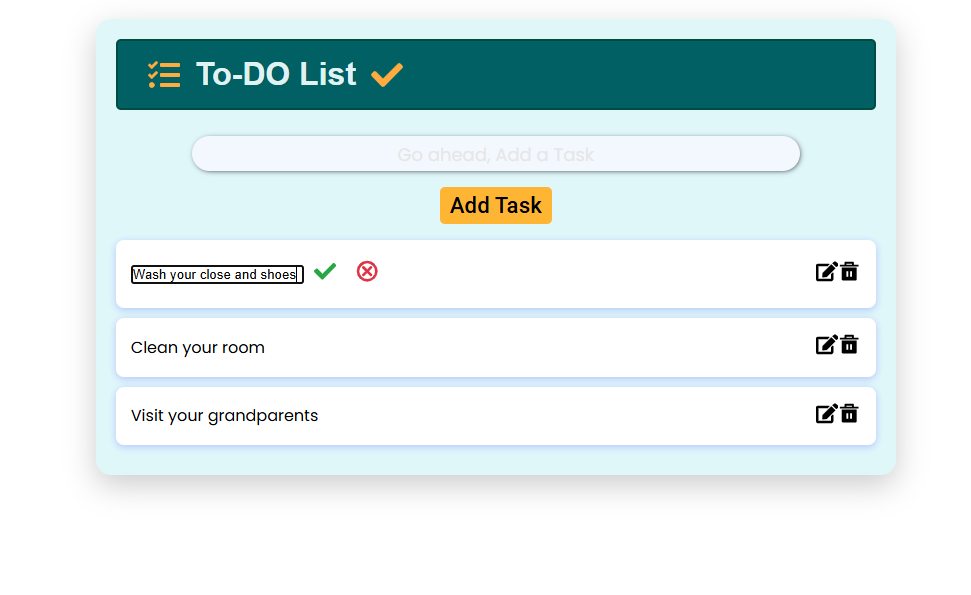 To-DO List
Go ahead, Add a Task
Add Task
Wash your close and shoes
Clean your room
Visit your grandparents